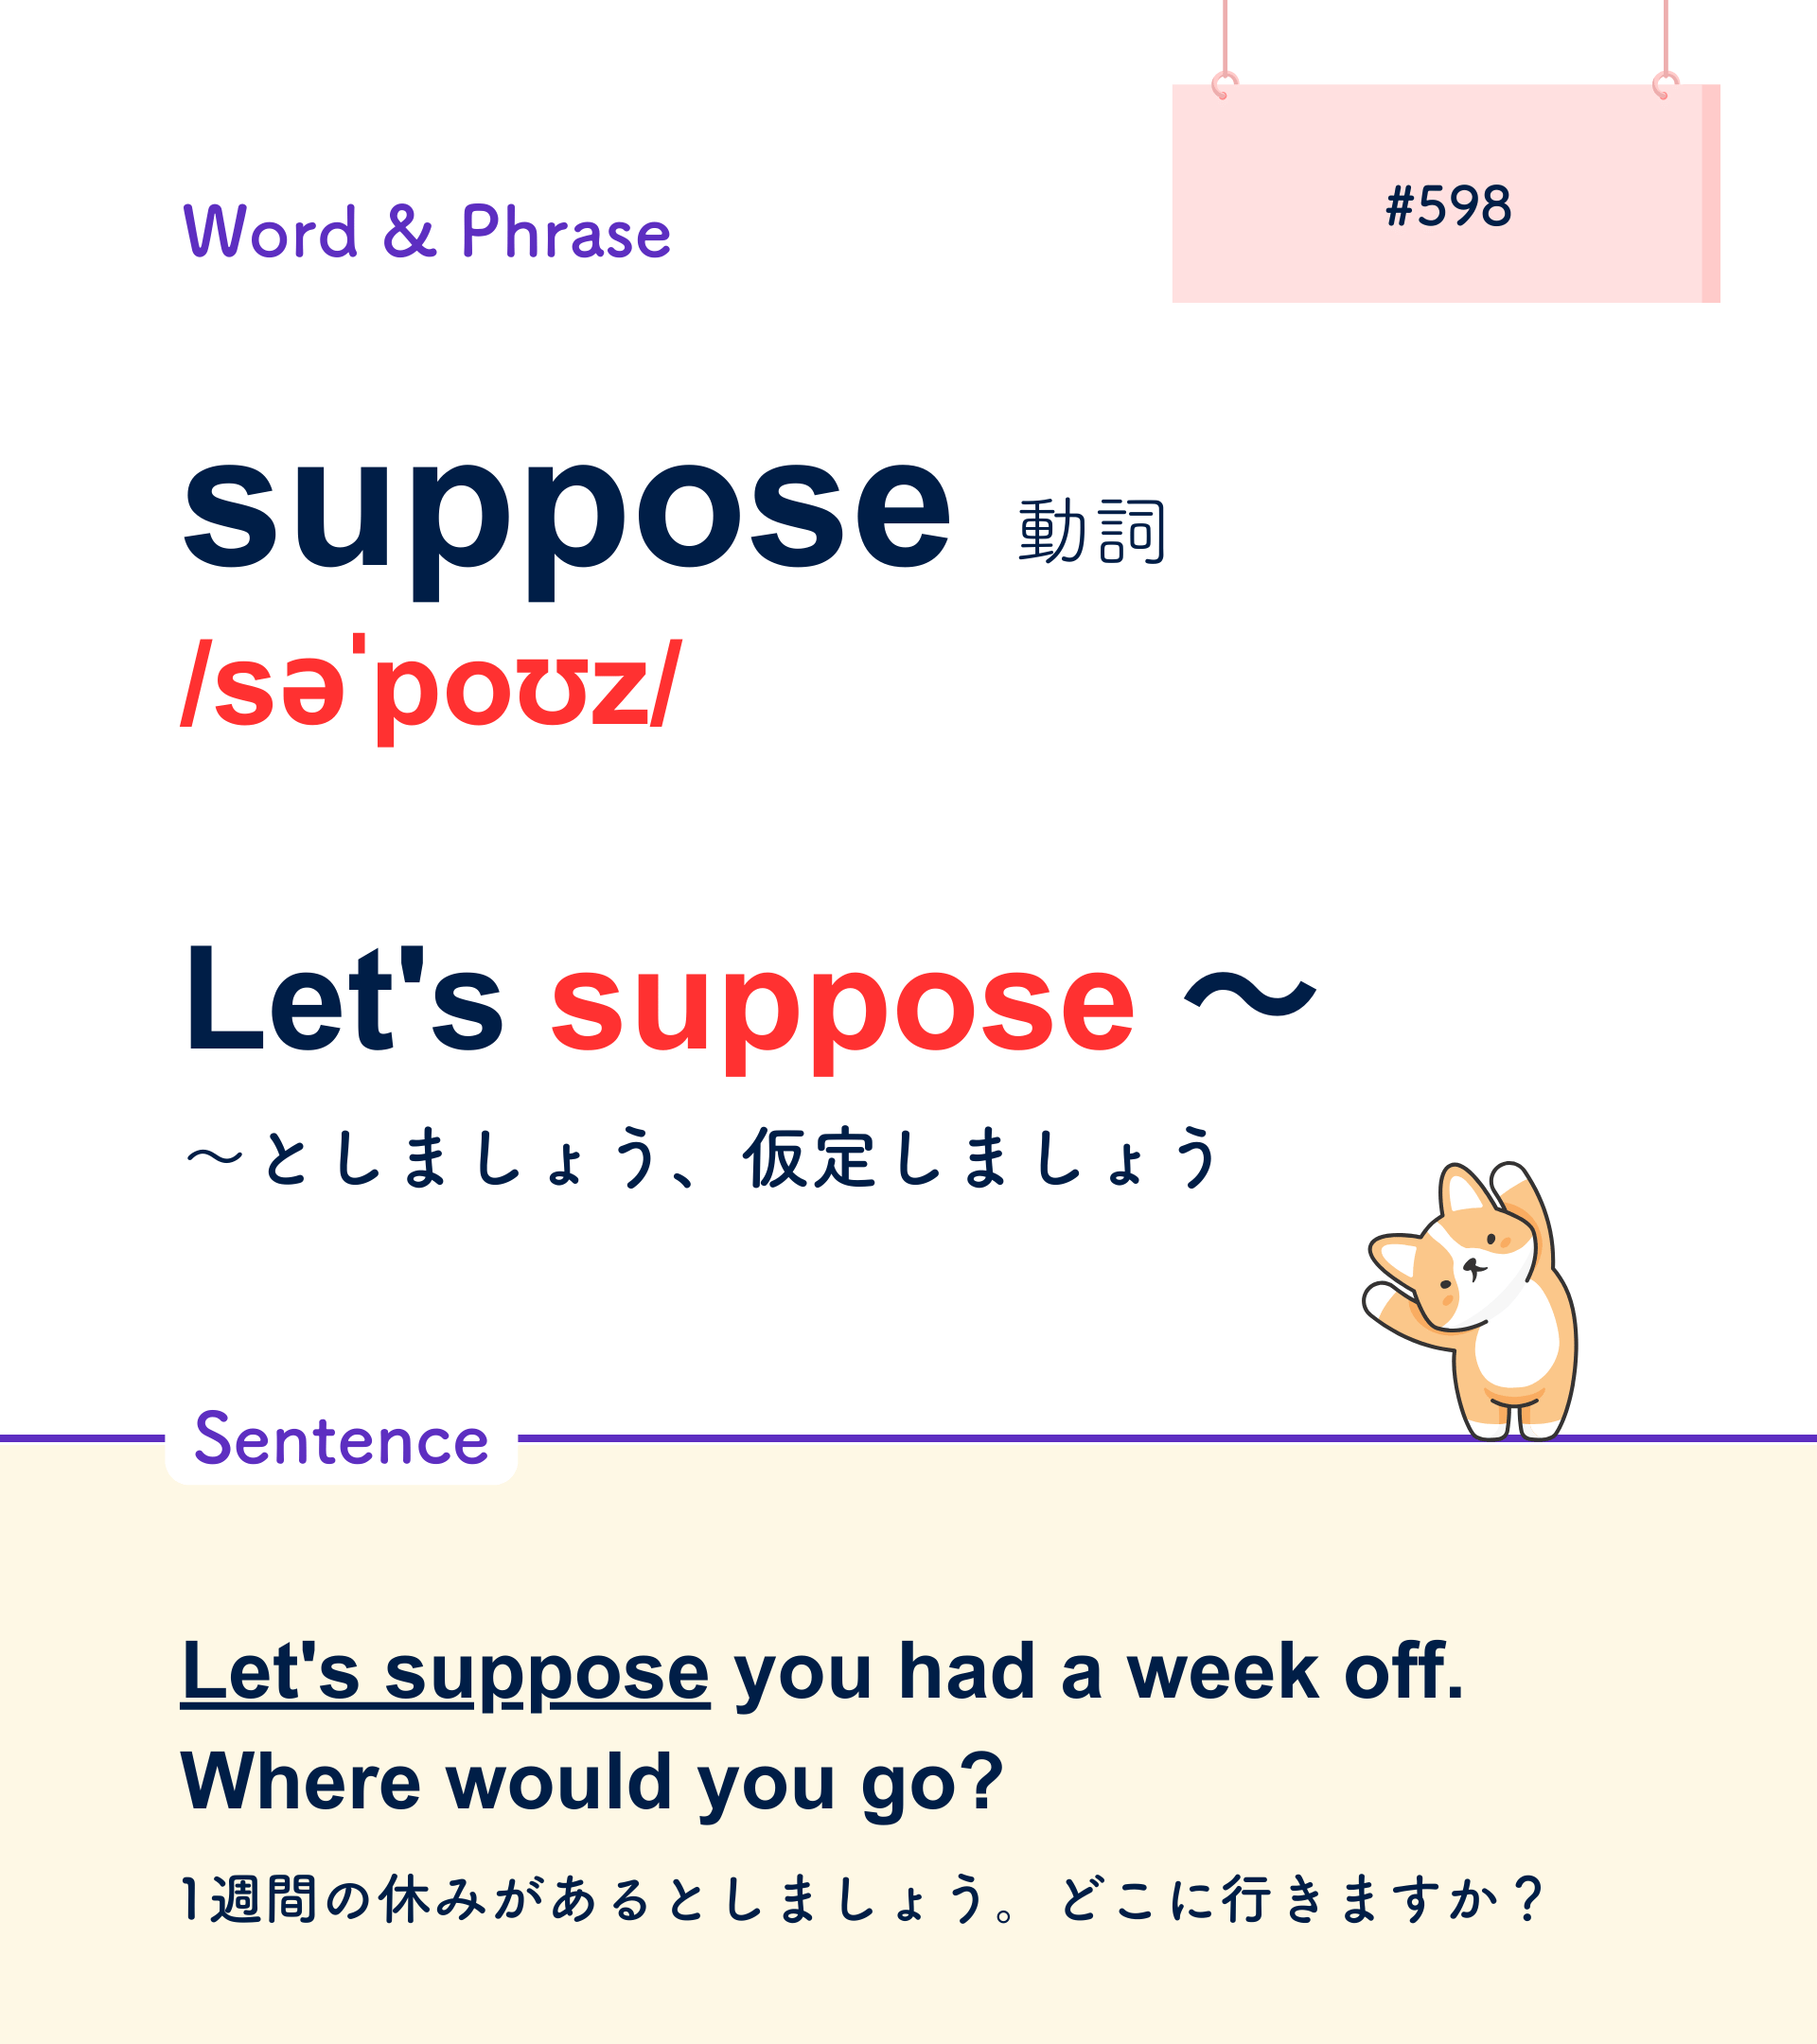 Word & Phrase
#598
suppose 動詞
/səˈpoʊz/
Let's suppose 〜
〜としましょう、仮定しましょう
Sentence
Let's suppose you had a week off.
Where would you go?
1週間の休みがあるとしましょう。どこに行きますか？